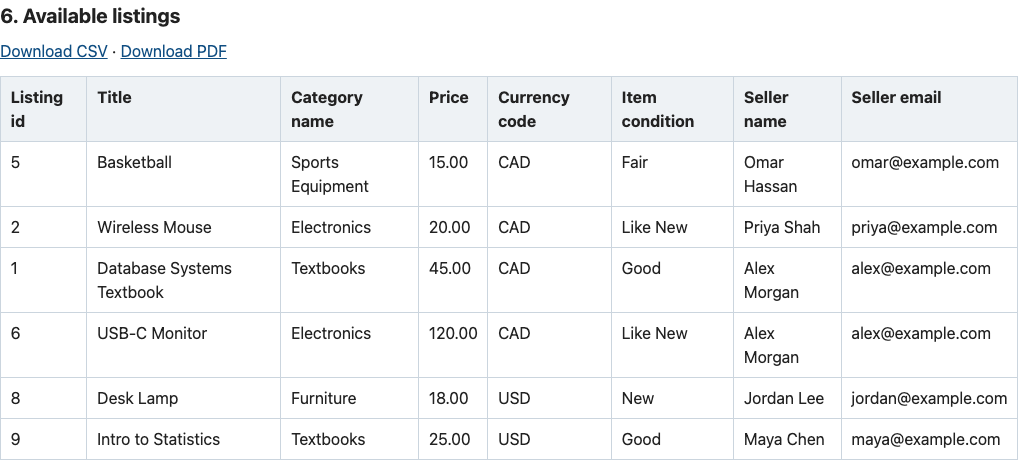 6. Available listings
Download CSV · Download PDF
Listing id Title Category name Price Currency code Item condition Seller name Seller email
5 Basketball Sports Equipment 15.00 CAD Fair Omar Hassan omar@example.com
2 Wireless Mouse Electronics 20.00 CAD Like New Priya Shah priya@example.com
1 Database Systems Textbook Textbooks 45.00 CAD Good Alex Morgan alex@example.com
6 USB-C Monitor Electronics 120.00 CAD Like New Alex Morgan alex@example.com
8 Desk Lamp Furniture 18.00 USD New Jordan Lee jordan@example.com
9 Intro to Statistics Textbooks 25.00 USD Good Maya Chen maya@example.com